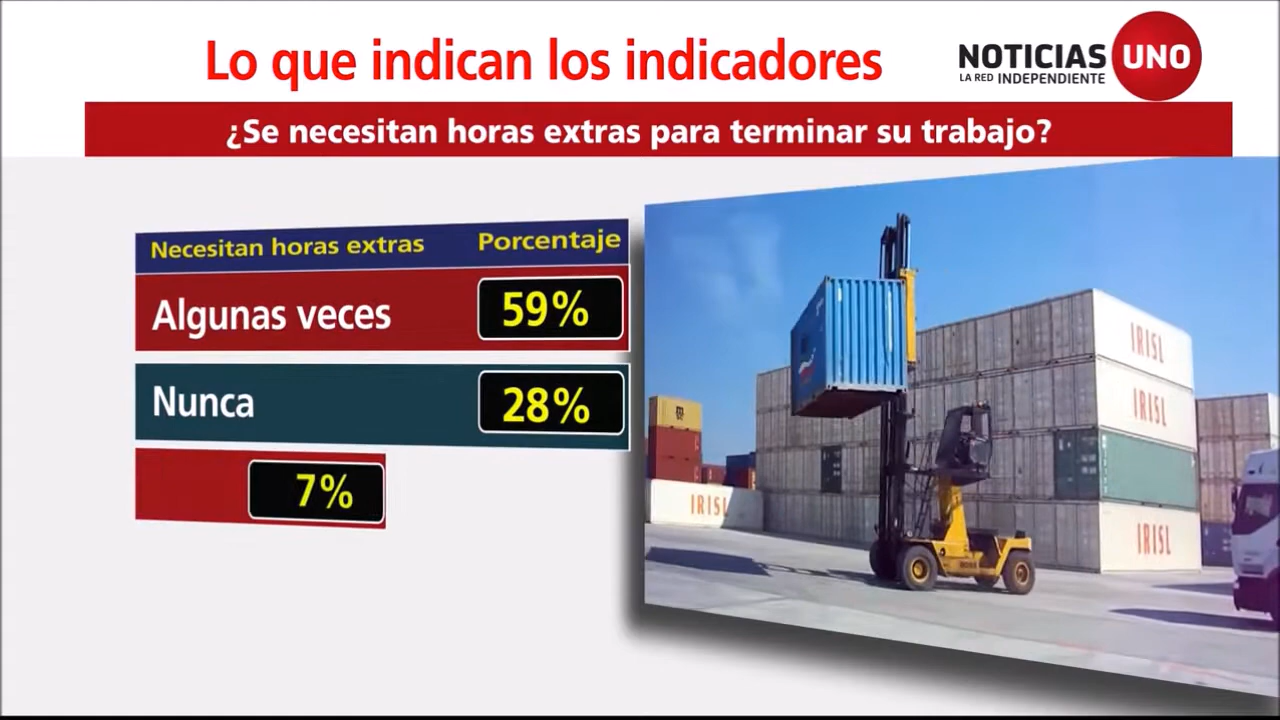 Lo que indican los indicadores
NOTICIAS UNO
LA RED INDEPENDIENTE
¿Se necesitan horas extras para terminar su trabajo?
Necesitan horas extras Porcentaje
Algunas veces 59%
Nunca 28%
7%
IRISL
IRISL
IRISL
IRISL